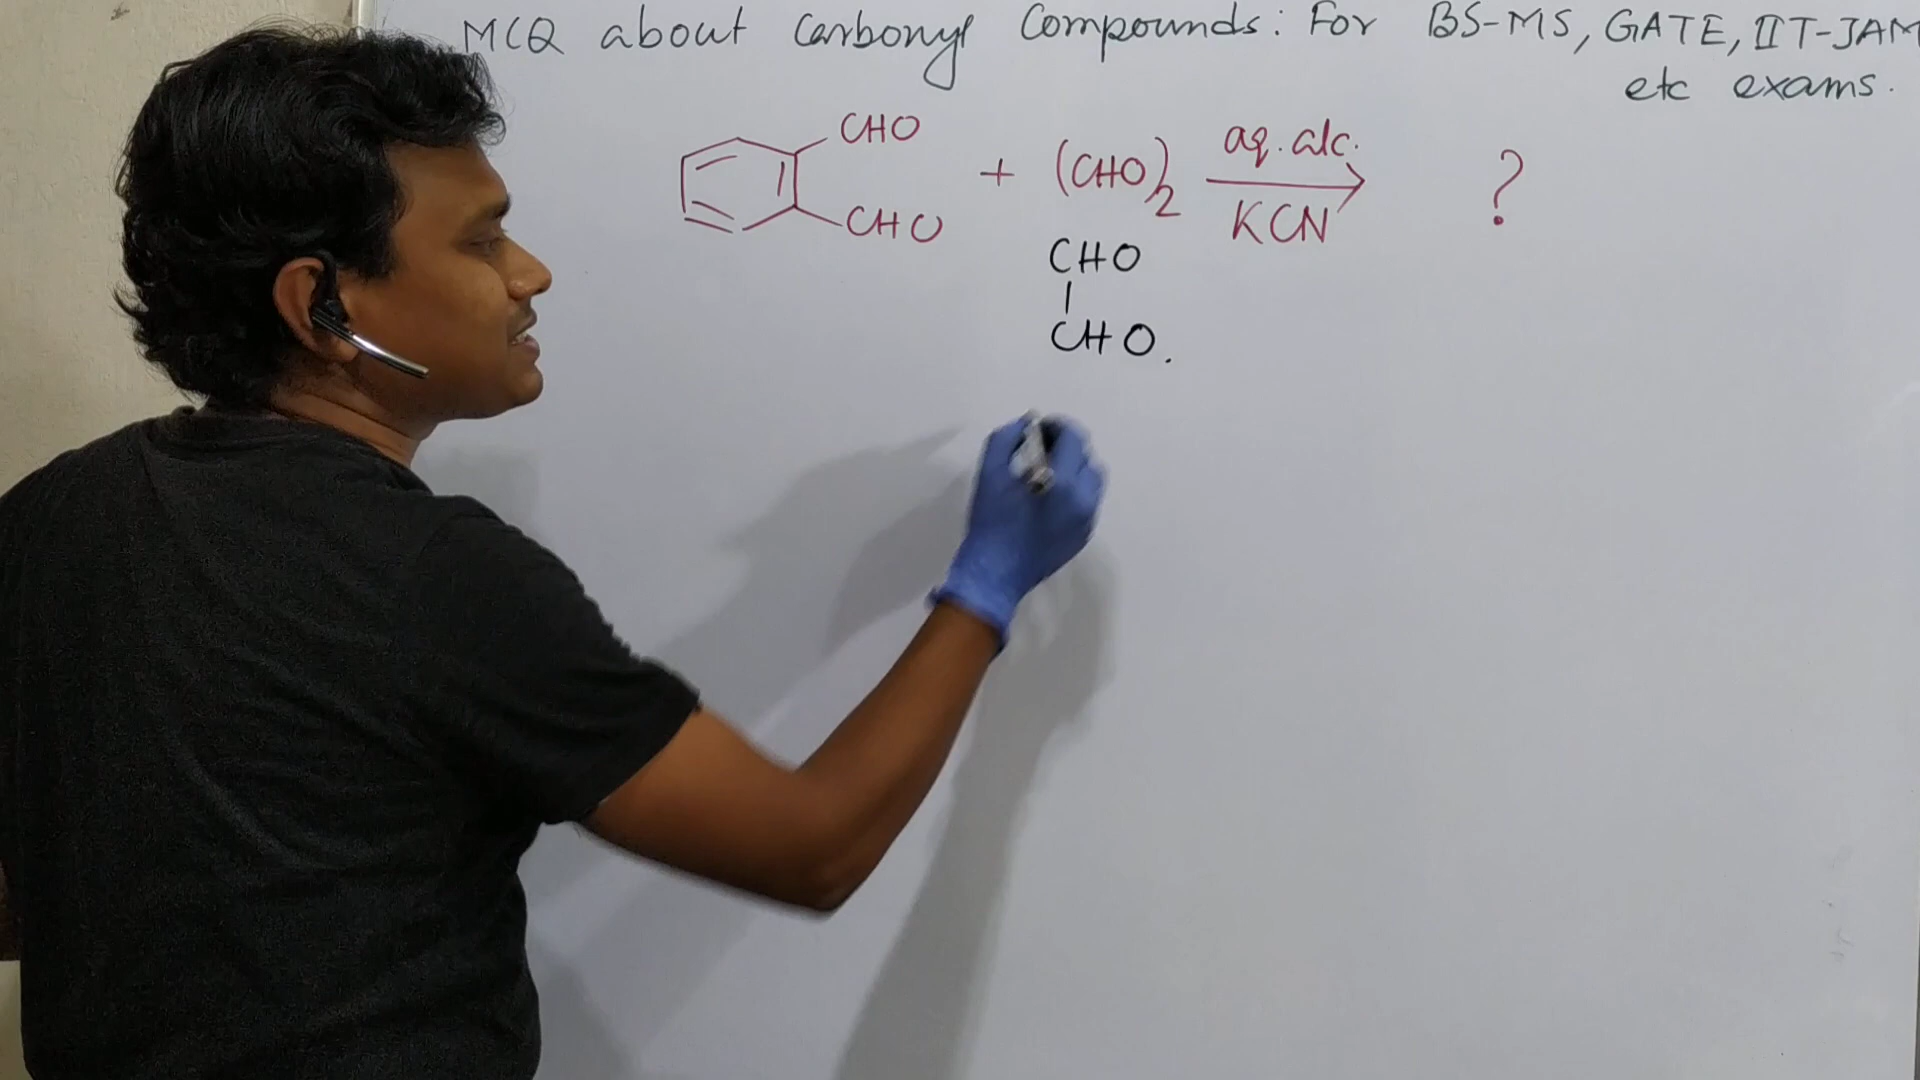 MCQ about Carbonyl Compounds: For BS-MS, GATE, IIT-JAM
etc exams.
CHO
CHO
+ (CHO)2
aq. alc.
KCN
?
CHO
CHO.